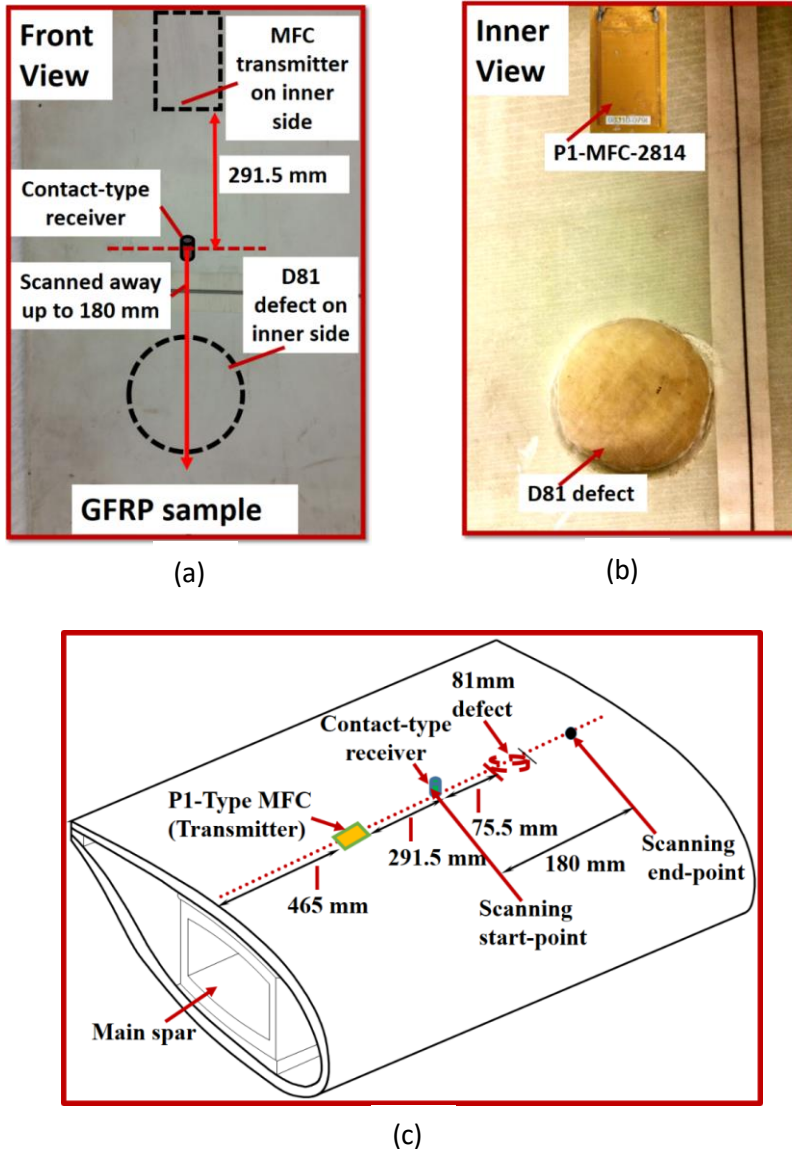 Front
View
MFC
transmitter
on inner
side
291.5 mm
Contact-type
receiver
Scanned away
up to 180 mm
D81
defect on
inner side
GFRP sample
(a)
Inner
View
P1-MFC-2814
D81 defect
(b)
81mm
defect
Contact-type
receiver
P1-Type MFC
(Transmitter)
75.5 mm
291.5 mm
180 mm
465 mm
Scanning
end-point
Scanning
start-point
Main spar
(c)